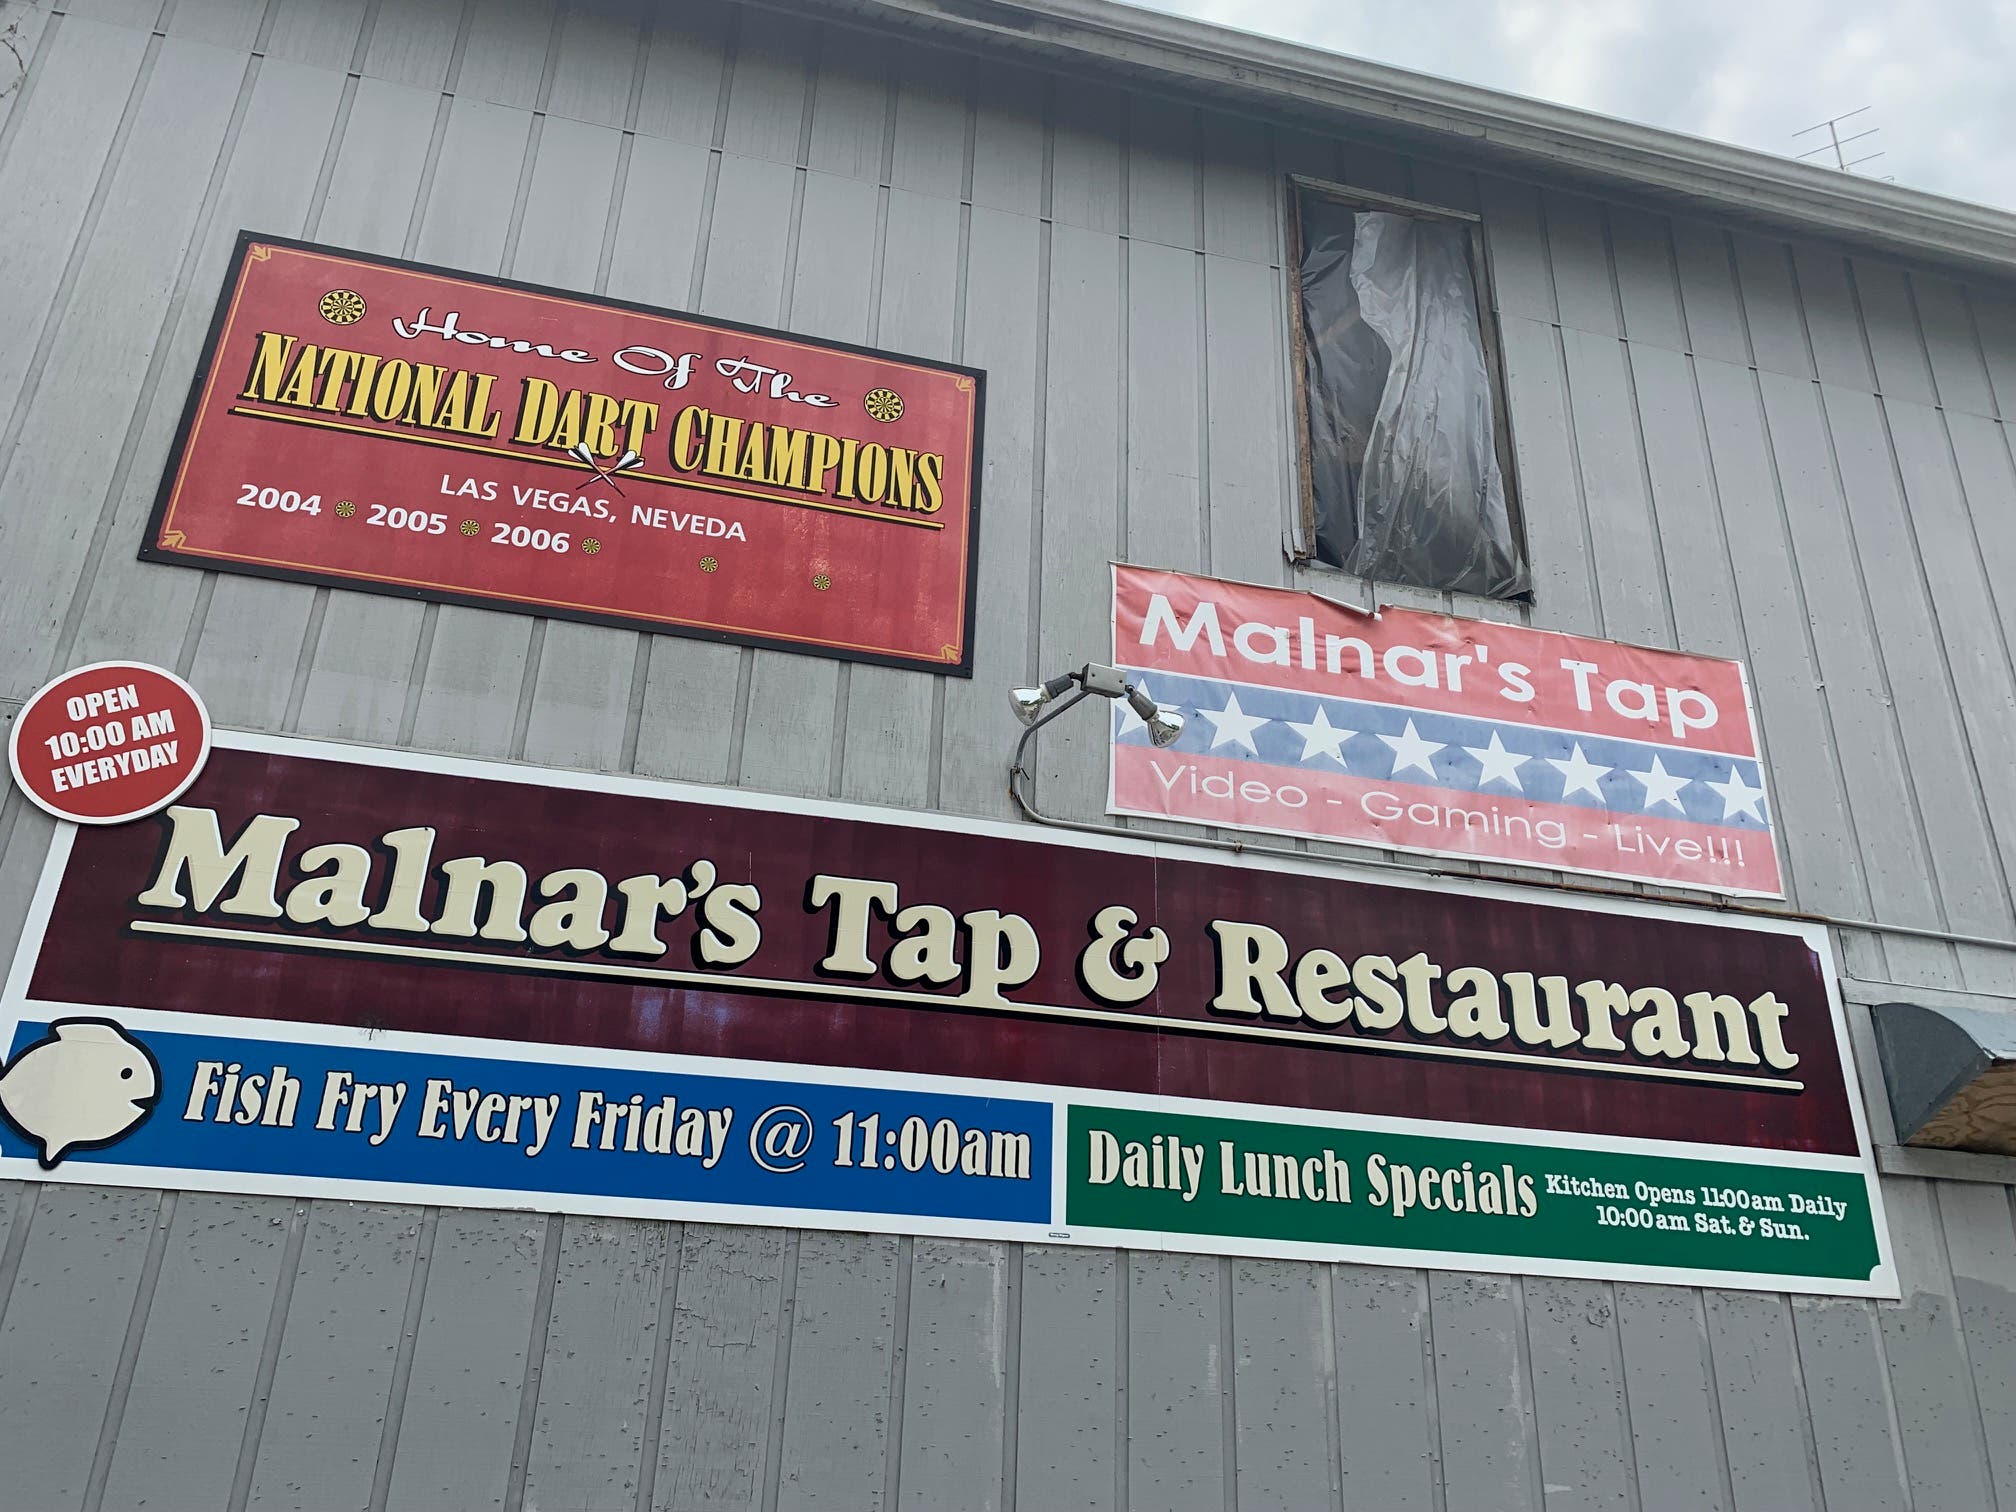 Home Of The
NATIONAL DART CHAMPIONS
LAS VEGAS, NEVEDA
2004 2005 2006
Malnar's Tap
Video - Gaming - Live!!!
OPEN
10:00 AM
EVERYDAY
Malnar's Tap & Restaurant
Fish Fry Every Friday @ 11:00am
Daily Lunch Specials
Kitchen Opens 11:00am Daily
10:00am Sat. & Sun.